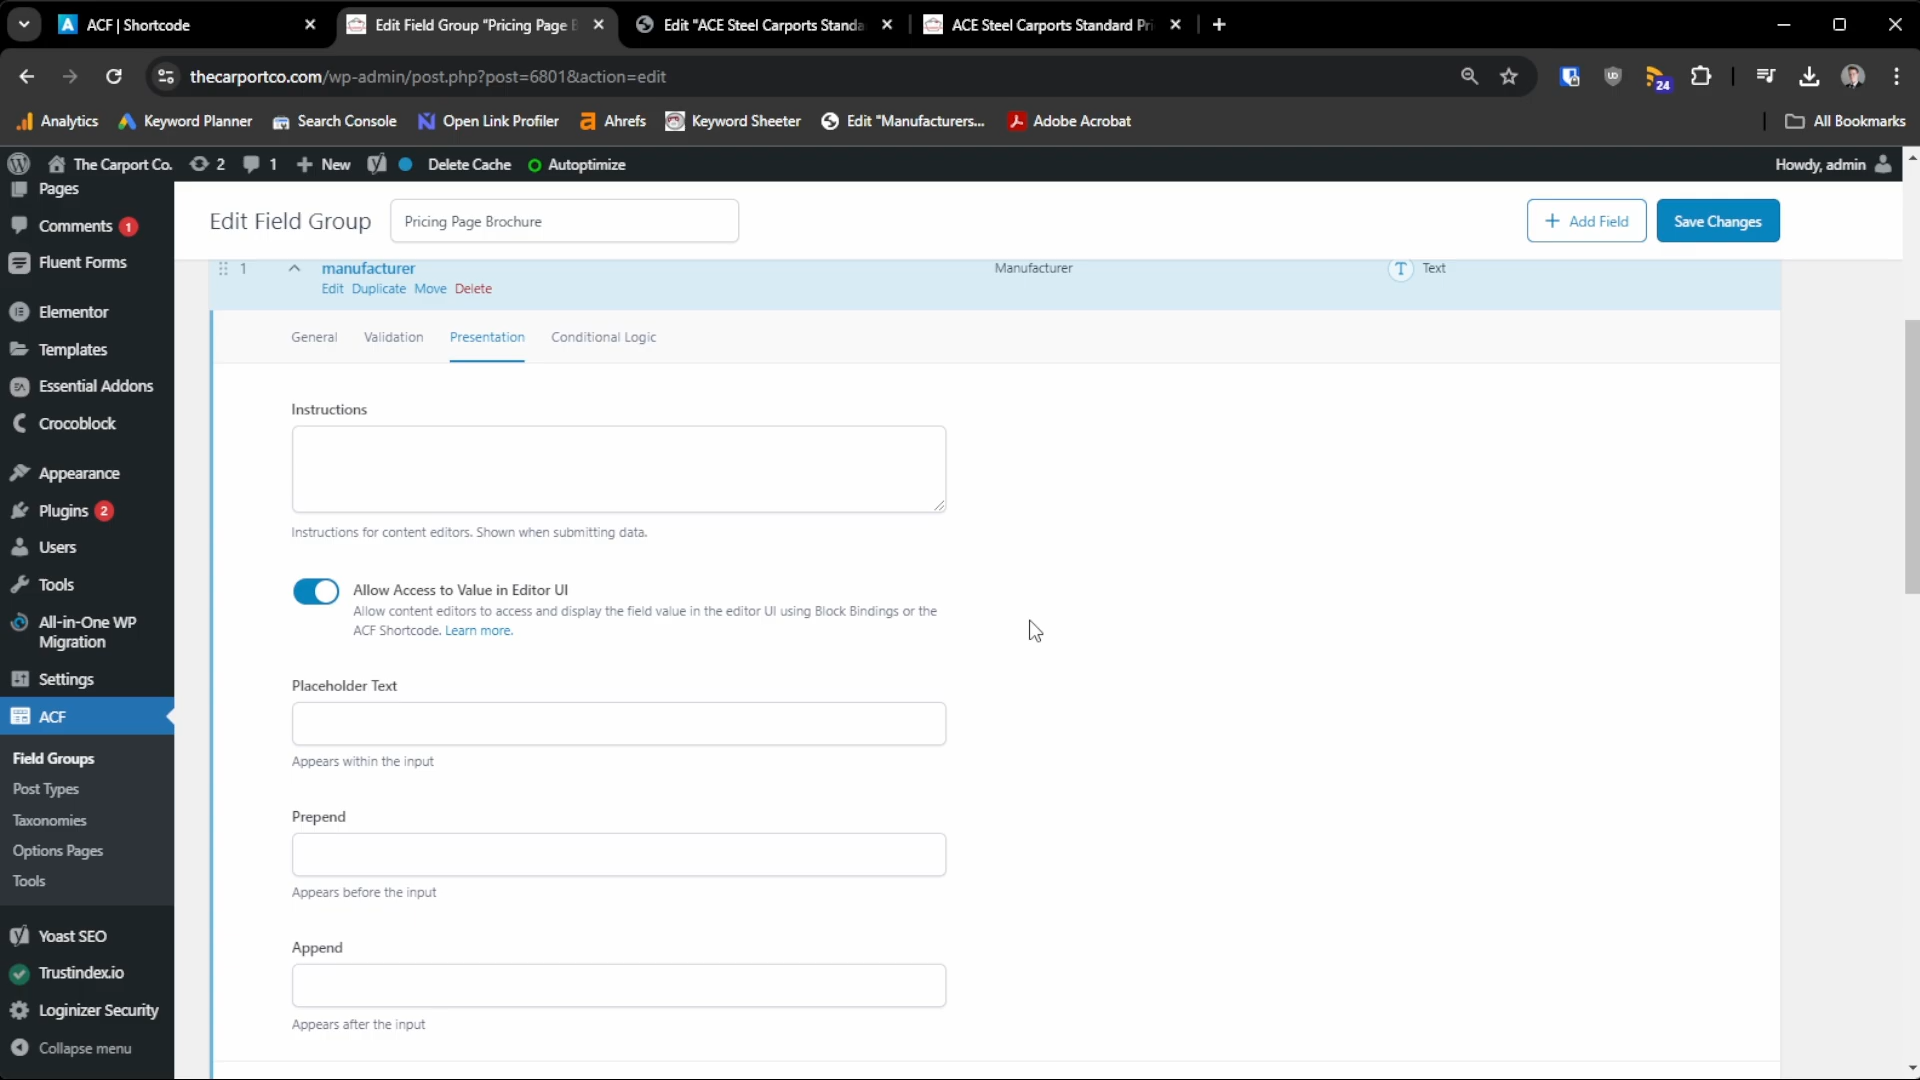 ACF | Shortcode
Edit Field Group "Pricing Page B
Edit "ACE Steel Carports Standa
ACE Steel Carports Standard Pri
thecarportco.com/wp-admin/post.php?post=6801&action=edit
24
Analytics
Keyword Planner
Search Console
Open Link Profiler
Ahrefs
Keyword Sheeter
Edit "Manufacturers...
Adobe Acrobat
All Bookmarks
The Carport Co.
2
1
New
Delete Cache
Autoptimize
Howdy, admin
Pages
Comments 1
Fluent Forms
Elementor
Templates
Essential Addons
Crocoblock
Appearance
Plugins 2
Users
Tools
All-in-One WP
Migration
Settings
ACF
Field Groups
Post Types
Taxonomies
Options Pages
Tools
Yoast SEO
Trustindex.io
Loginizer Security
Collapse menu
Edit Field Group
Pricing Page Brochure
Add Field
Save Changes
1
manufacturer
Manufacturer
T Text
Edit Duplicate Move Delete
General
Validation
Presentation
Conditional Logic
Instructions
Instructions for content editors. Shown when submitting data.
Allow Access to Value in Editor UI
Allow content editors to access and display the field value in the editor UI using Block Bindings or the
ACF Shortcode. Learn more.
Placeholder Text
Appears within the input
Prepend
Appears before the input
Append
Appears after the input